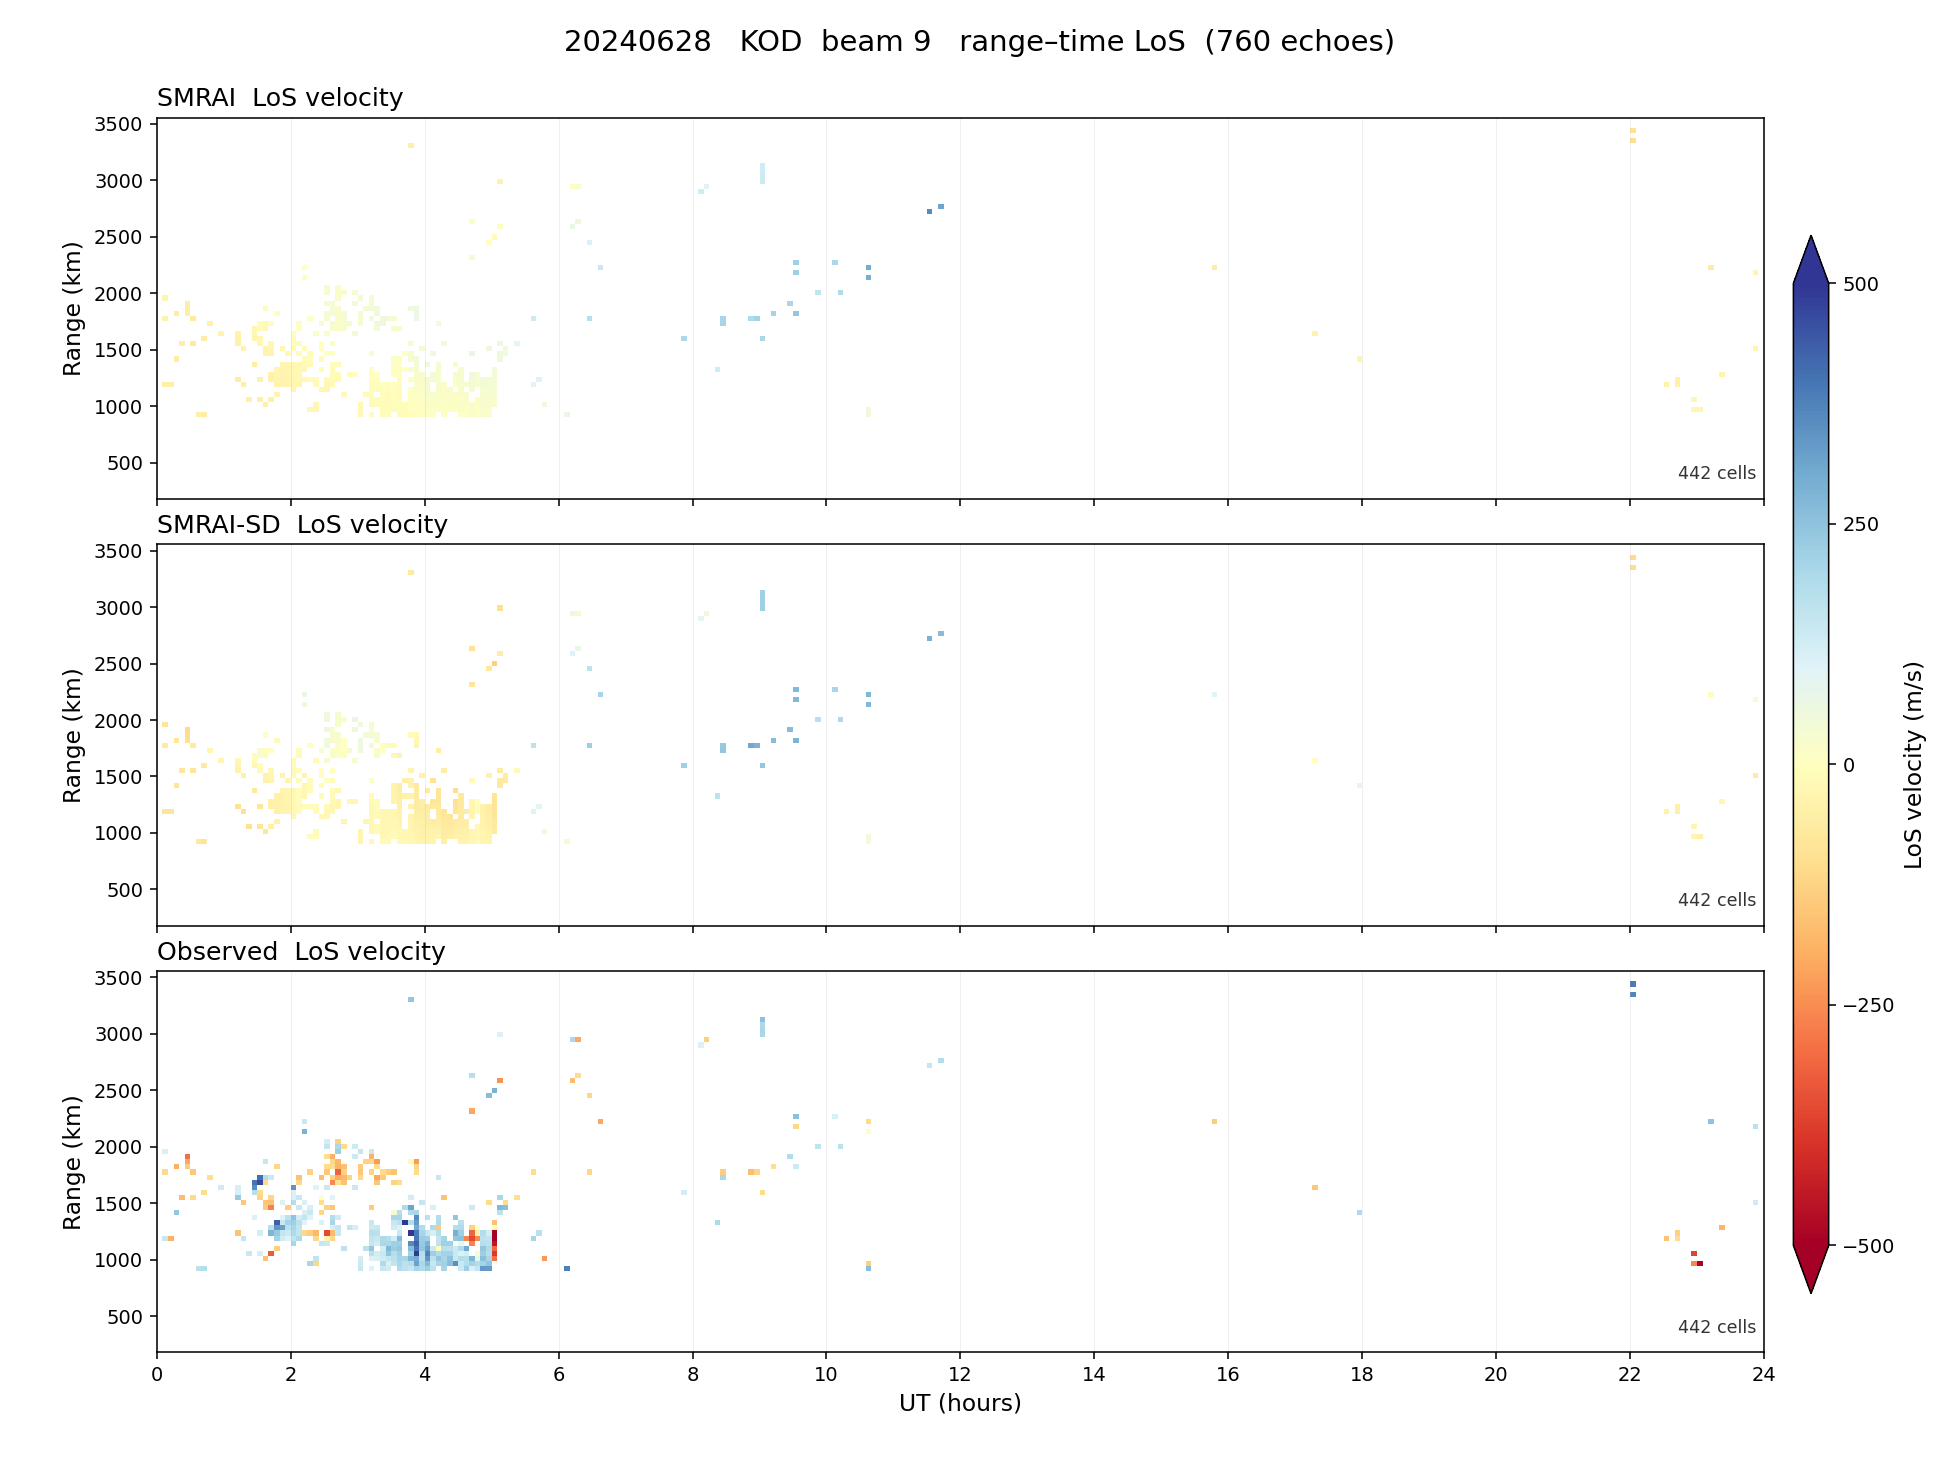 20240628   KOD  beam 9   range–time LoS  (760 echoes)
SMRAI  LoS velocity
3500
3000
2500
2000
1500
1000
500
Range (km)
442 cells
SMRAI-SD  LoS velocity
3500
3000
2500
2000
1500
1000
500
Range (km)
442 cells
Observed  LoS velocity
3500
3000
2500
2000
1500
1000
500
Range (km)
442 cells
0 2 4 6 8 10 12 14 16 18 20 22 24
UT (hours)
500
250
0
−250
−500
LoS velocity (m/s)